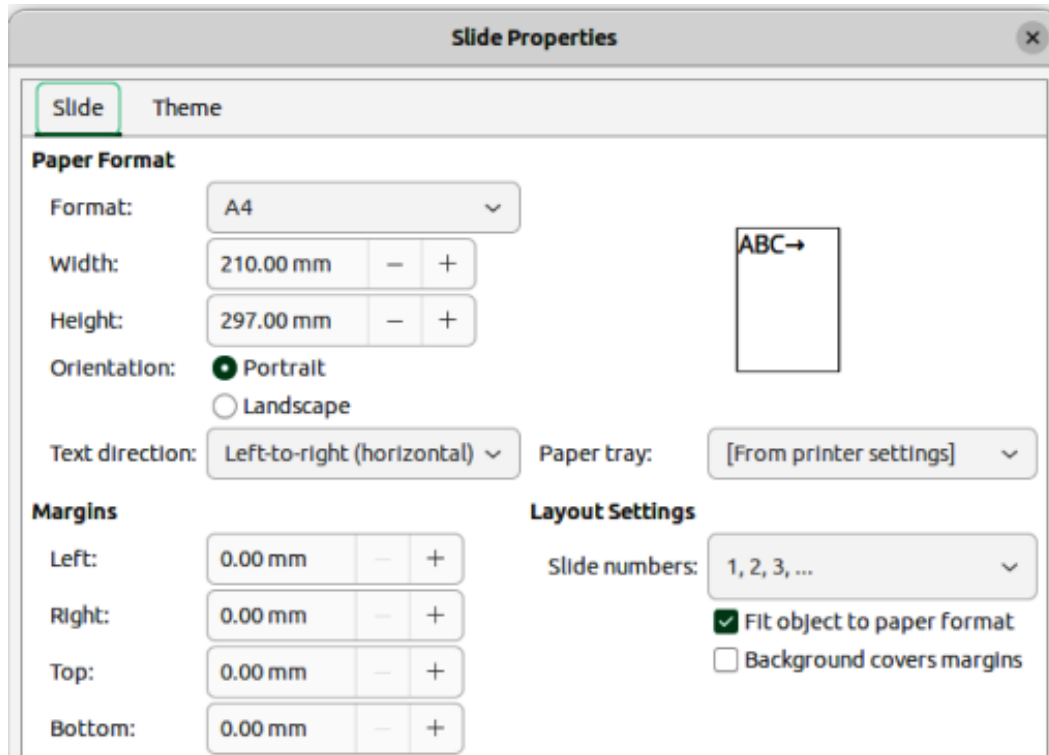 Slide Properties
Slide Theme
Paper Format
Format: A4
Width: 210.00 mm
Height: 297.00 mm
Orientation: Portrait
Landscape
ABC→
Text direction: Left-to-right (horizontal) Paper tray: [From printer settings]
Margins
Left: 0.00 mm
Right: 0.00 mm
Top: 0.00 mm
Bottom: 0.00 mm
Layout Settings
Slide numbers: 1, 2, 3, ...
Fit object to paper format
Background covers margins